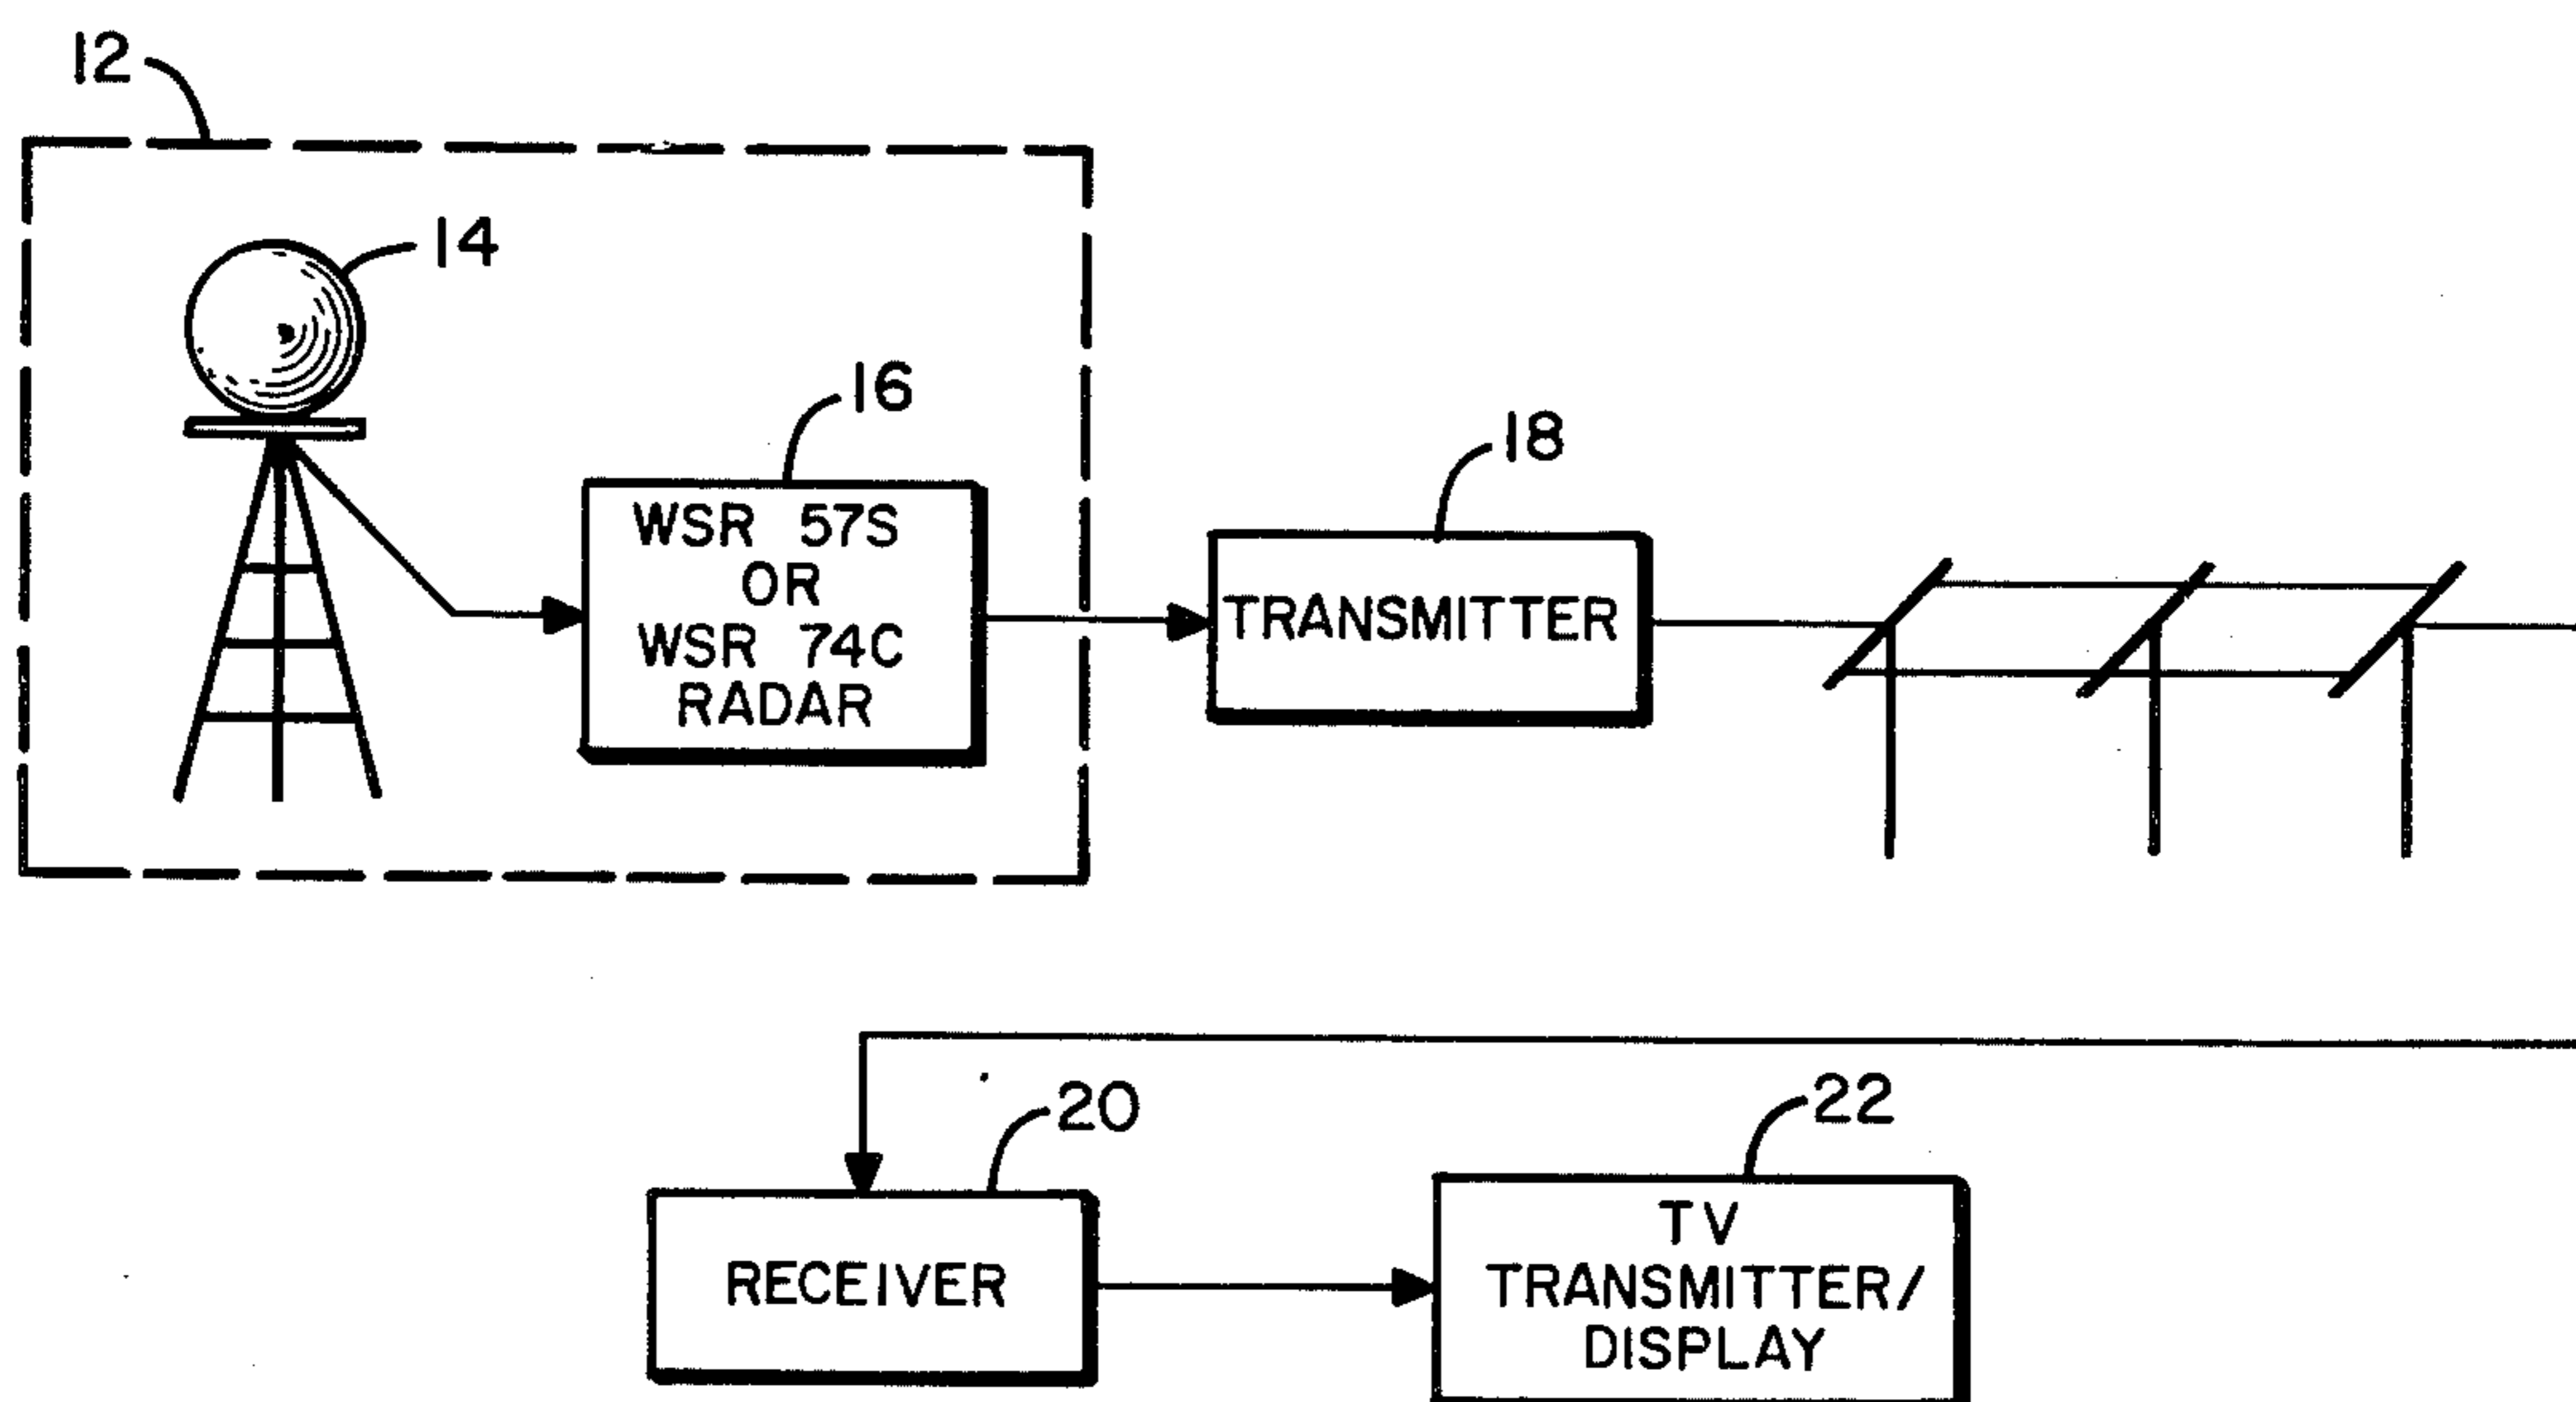 12
14
16
WSR 57S
OR
WSR 74C
RADAR
18
TRANSMITTER
20
RECEIVER
22
TV
TRANSMITTER/
DISPLAY